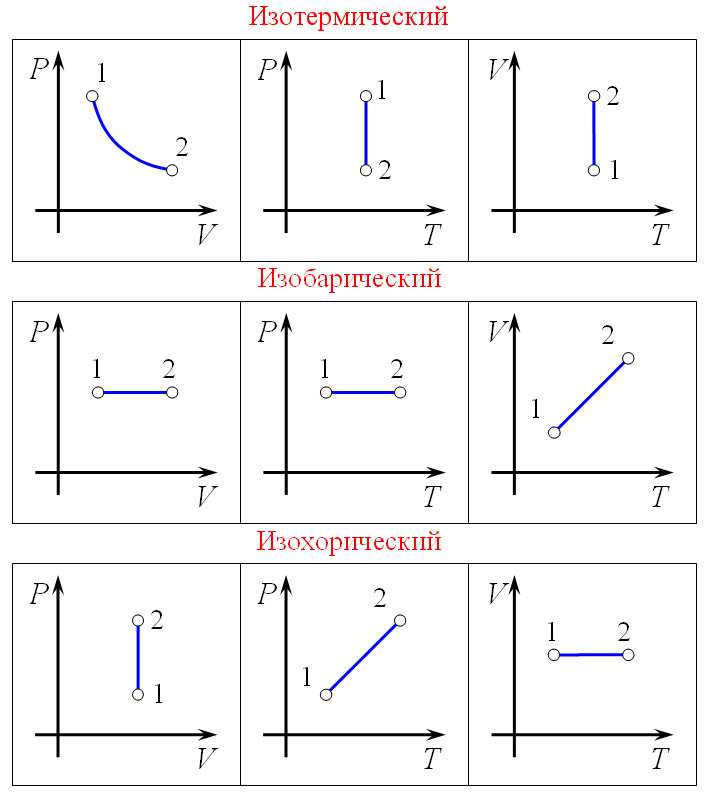 Изотермический
P 1 2 V
P 1 2 T
V 2 1 T
Изобарический
P 1 2 V
P 1 2 T
V 2 1 T
Изохорический
P 2 1 V
P 2 1 T
V 1 2 T